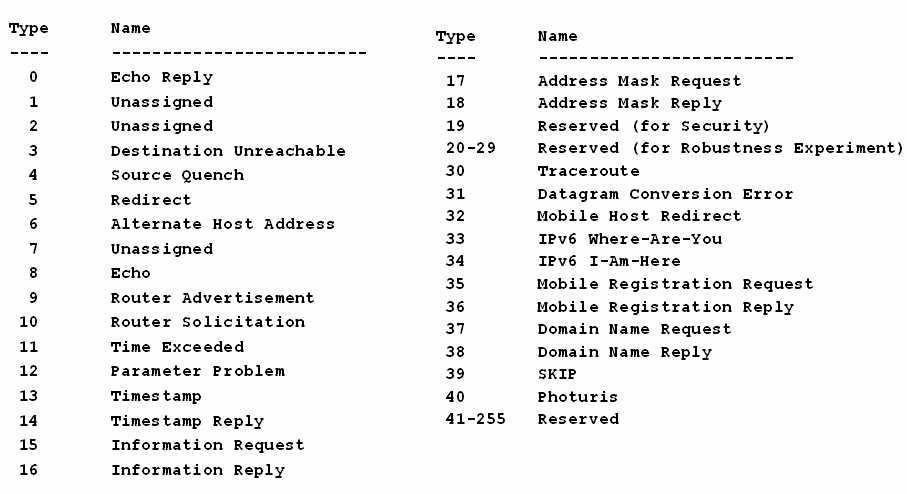 Type Name
---- -------------------------
0 Echo Reply
1 Unassigned
2 Unassigned
3 Destination Unreachable
4 Source Quench
5 Redirect
6 Alternate Host Address
7 Unassigned
8 Echo
9 Router Advertisement
10 Router Solicitation
11 Time Exceeded
12 Parameter Problem
13 Timestamp
14 Timestamp Reply
15 Information Request
16 Information Reply
Type Name
---- -------------------------
17 Address Mask Request
18 Address Mask Reply
19 Reserved (for Security)
20-29 Reserved (for Robustness Experiment)
30 Traceroute
31 Datagram Conversion Error
32 Mobile Host Redirect
33 IPv6 Where-Are-You
34 IPv6 I-Am-Here
35 Mobile Registration Request
36 Mobile Registration Reply
37 Domain Name Request
38 Domain Name Reply
39 SKIP
40 Photuris
41-255 Reserved